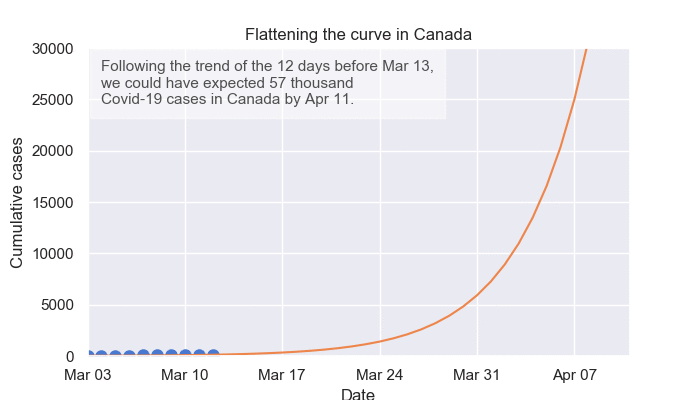 Flattening the curve in Canada
Following the trend of the 12 days before Mar 13,
we could have expected 57 thousand
Covid-19 cases in Canada by Apr 11.
Cumulative cases
30000
25000
20000
15000
10000
5000
0
Mar 03
Mar 10
Mar 17
Mar 24
Mar 31
Apr 07
Date